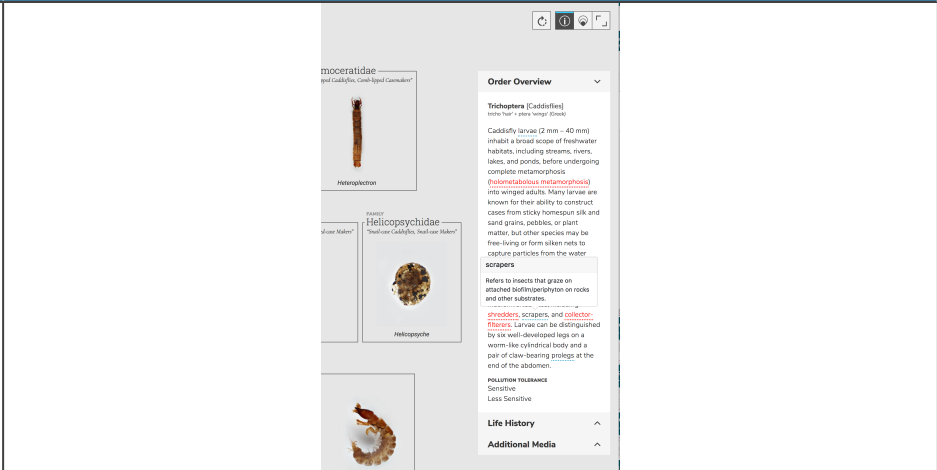 moceratidae
pped Caddisflies, Comb-lipped Casemakers"
Heteroplectron
FAMILY
Helicopsychidae
l-case Makers"
"Snail-case Caddisflies, Snail-case Makers"
Helicopsyche
Order Overview
Trichoptera [Caddisflies]
tricho 'hair' + ptera 'wings' (Greek)
Caddisfly larvae (2 mm – 40 mm)
inhabit a broad scope of freshwater
habitats, including streams, rivers,
lakes, and ponds, before undergoing
complete metamorphosis
(holometabolous metamorphosis)
into winged adults. Many larvae are
known for their ability to construct
cases from sticky homespun silk and
sand grains, pebbles, or plant
matter, but other species may be
free-living or form silken nets to
capture particles from the water
scrapers
Refers to insects that graze on
attached biofilm/periphyton on rocks
and other substrates.
shredders, scrapers, and collector-
filterers. Larvae can be distinguished
by six well-developed legs on a
worm-like cylindrical body and a
pair of claw-bearing prolegs at the
end of the abdomen.
POLLUTION TOLERANCE
Sensitive
Less Sensitive
Life History
Additional Media